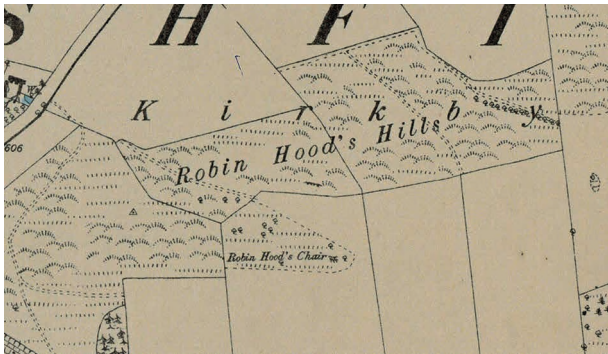 S H F I
K i r k b y
Robin Hood's Hills
606
Robin Hood's Chair